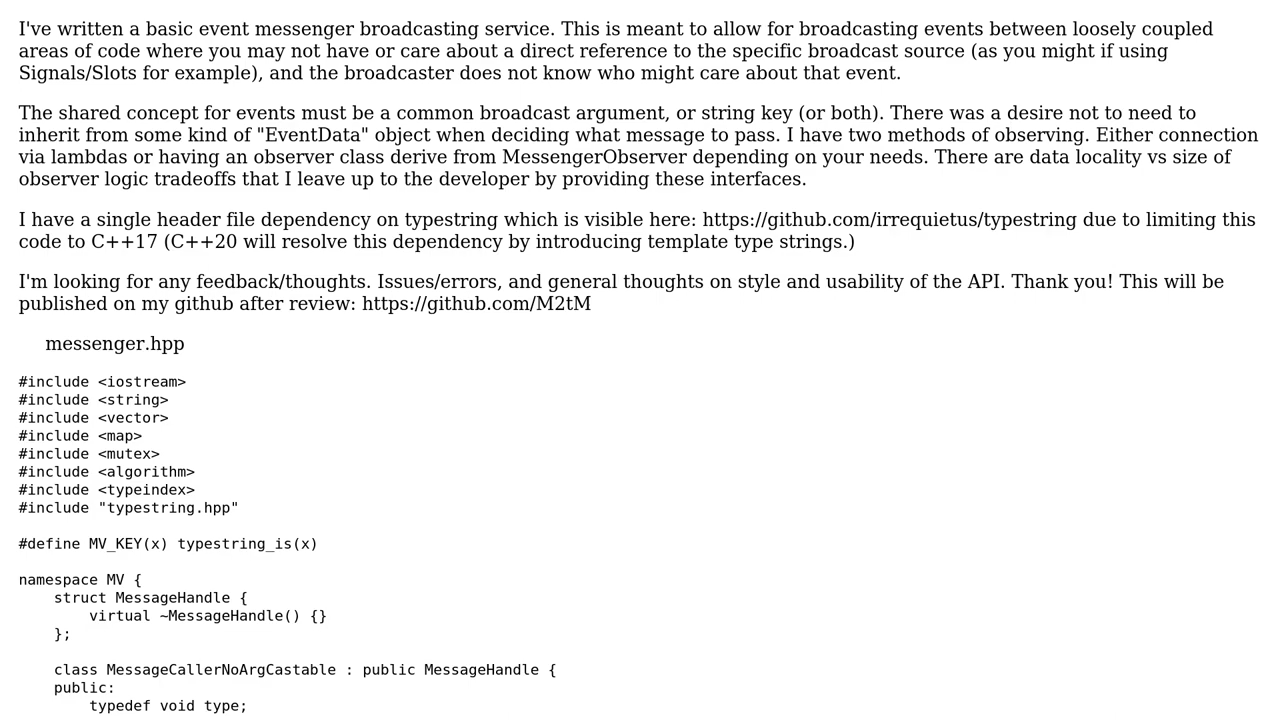 I've written a basic event messenger broadcasting service. This is meant to allow for broadcasting events between loosely coupled
areas of code where you may not have or care about a direct reference to the specific broadcast source (as you might if using
Signals/Slots for example), and the broadcaster does not know who might care about that event.
The shared concept for events must be a common broadcast argument, or string key (or both). There was a desire not to need to
inherit from some kind of "EventData" object when deciding what message to pass. I have two methods of observing. Either connection
via lambdas or having an observer class derive from MessengerObserver depending on your needs. There are data locality vs size of
observer logic tradeoffs that I leave up to the developer by providing these interfaces.
I have a single header file dependency on typestring which is visible here: https://github.com/irrequietus/typestring due to limiting this
code to C++17 (C++20 will resolve this dependency by introducing template type strings.)
I'm looking for any feedback/thoughts. Issues/errors, and general thoughts on style and usability of the API. Thank you! This will be
published on my github after review: https://github.com/M2tM
messenger.hpp
#include <iostream>
#include <string>
#include <vector>
#include <map>
#include <mutex>
#include <algorithm>
#include <typeindex>
#include "typestring.hpp"
#define MV_KEY(x) typestring_is(x)
namespace MV {
    struct MessageHandle {
        virtual ~MessageHandle() {}
    };
    class MessageCallerNoArgCastable : public MessageHandle {
    public:
        typedef void type;